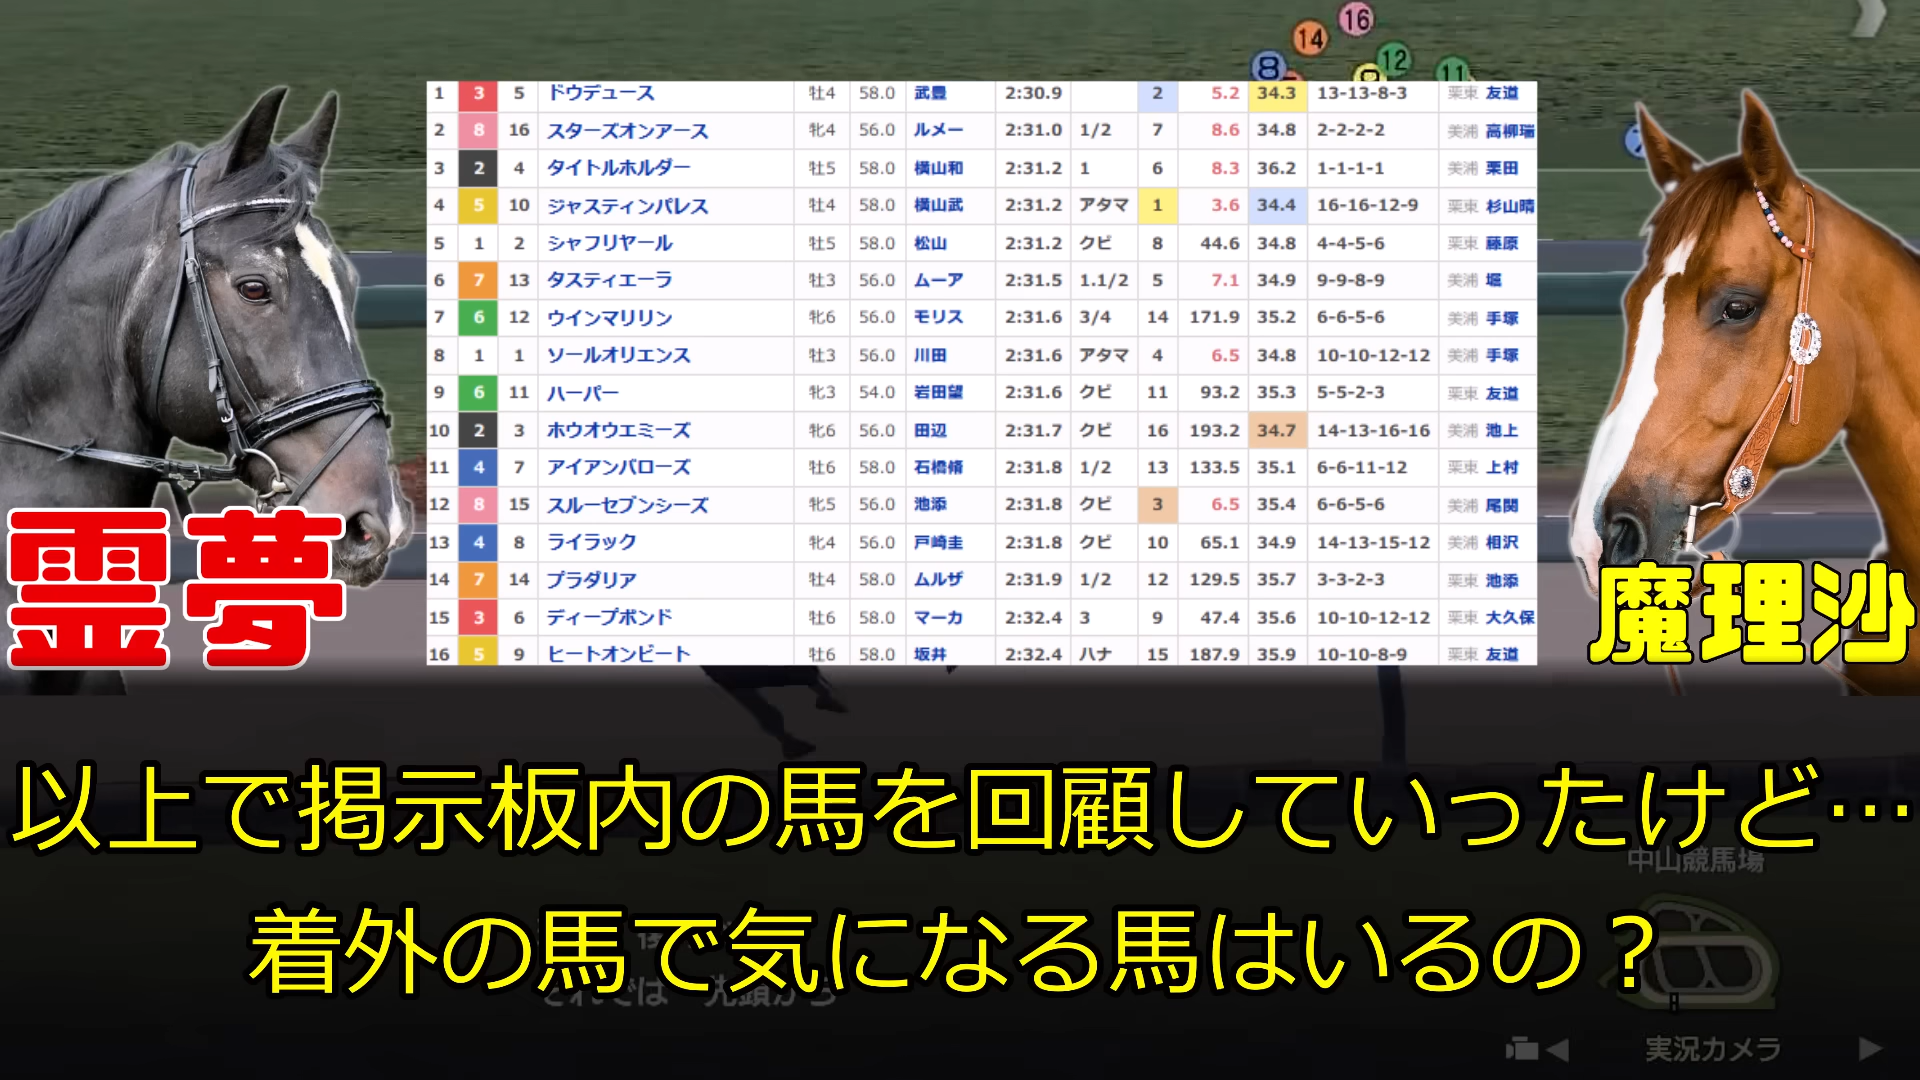 16
14
12
8
11
1 3 5 ドウデュース 牡4 58.0 武豊 2:30.9 2 5.2 34.3 13-13-8-3 栗東 友道
2 8 16 スターズオンアース 牝4 56.0 ルメー 2:31.0 1/2 7 8.6 34.8 2-2-2-2 美浦 高柳瑞
3 2 4 タイトルホルダー 牡5 58.0 横山和 2:31.2 1 6 8.3 36.2 1-1-1-1 美浦 栗田
4 5 10 ジャスティンパレス 牡4 58.0 横山武 2:31.2 アタマ 1 3.6 34.4 16-16-12-9 栗東 杉山晴
5 1 2 シャフリヤール 牡5 58.0 松山 2:31.2 クビ 8 44.6 34.8 4-4-5-6 栗東 藤原
6 7 13 タスティエーラ 牡3 56.0 ムーア 2:31.5 1.1/2 5 7.1 34.9 9-9-8-9 美浦 堀
7 6 12 ウインマリリン 牝6 56.0 モリス 2:31.6 3/4 14 171.9 35.2 6-6-5-6 美浦 手塚
8 1 1 ソールオリエンス 牡3 56.0 川田 2:31.6 アタマ 4 6.5 34.8 10-10-12-12 美浦 手塚
9 6 11 ハーパー 牝3 54.0 岩田望 2:31.6 クビ 11 93.2 35.3 5-5-2-3 栗東 友道
10 2 3 ホウオウエミーズ 牝6 56.0 田辺 2:31.7 クビ 16 193.2 34.7 14-13-16-16 美浦 池上
11 4 7 アイアンバローズ 牡6 58.0 石橋脩 2:31.8 1/2 13 133.5 35.1 6-6-11-12 栗東 上村
12 8 15 スルーセブンシーズ 牝5 56.0 池添 2:31.8 クビ 3 6.5 35.4 6-6-5-6 美浦 尾関
13 4 8 ライラック 牝4 56.0 戸崎圭 2:31.8 クビ 10 65.1 34.9 14-13-15-12 美浦 相沢
14 7 14 プラダリア 牡4 58.0 ムルザ 2:31.9 1/2 12 129.5 35.7 3-3-2-3 栗東 池添
15 3 6 ディープボンド 牡6 58.0 マーカ 2:32.4 3 9 47.4 35.6 10-10-12-12 栗東 大久保
16 5 9 ヒートオンビート 牡6 58.0 坂井 2:32.4 ハナ 15 187.9 35.9 10-10-8-9 栗東 友道
霊夢
魔理沙
以上で掲示板内の馬を回顧していったけど…
中山競馬場
着外の馬で気になる馬はいるの？
それでは 先頭から
実況カメラ